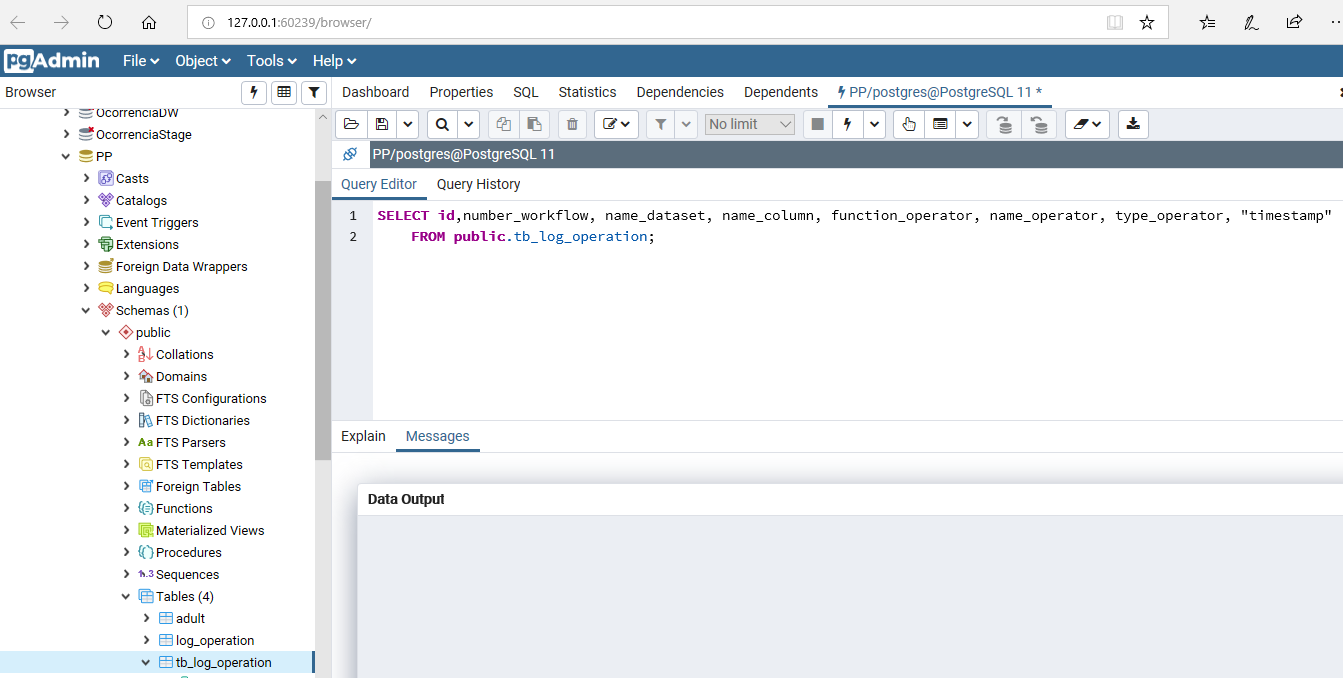 127.0.0.1:60239/browser/
pgAdmin File Object Tools Help
Browser
Dashboard Properties SQL Statistics Dependencies Dependents PP/postgres@PostgreSQL 11 *
No limit
PP/postgres@PostgreSQL 11
Query Editor Query History
1 SELECT id,number_workflow, name_dataset, name_column, function_operator, name_operator, type_operator, "timestamp"
2 FROM public.tb_log_operation;
Explain Messages
Data Output
OcorrenciaDW
OcorrenciaStage
PP
Casts
Catalogs
Event Triggers
Extensions
Foreign Data Wrappers
Languages
Schemas (1)
public
Collations
Domains
FTS Configurations
FTS Dictionaries
Aa FTS Parsers
FTS Templates
Foreign Tables
Functions
Materialized Views
Procedures
1..3 Sequences
Tables (4)
adult
log_operation
tb_log_operation